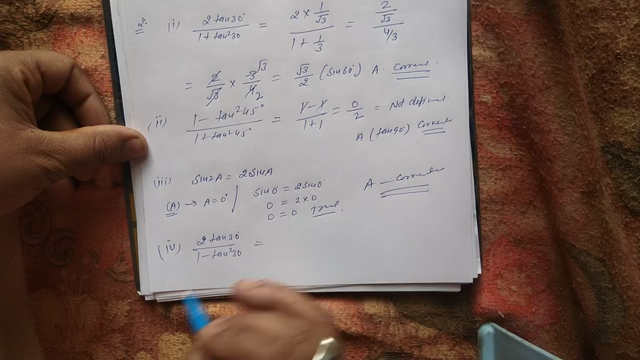 2. (i) 2tan30° / 1+tan²30 = 2 × 1/√3 / 1 + 1/3 = 2/√3 / 4/3
= 2/√3 × 3√3/4 2 = √3/2 (sin60°) A Correct
(ii) 1 - tan²45° / 1+tan²45° = 1-1 / 1+1 = 0/2 = Not defined
A (tan90°) Correct
(iii) Sin2A = 2SinA
(A) → A=0° / Sin0 = 2Sin0 A - Correct
0 = 2×0
0 = 0 True.
(iv) 2tan30° / 1 - tan²30 =